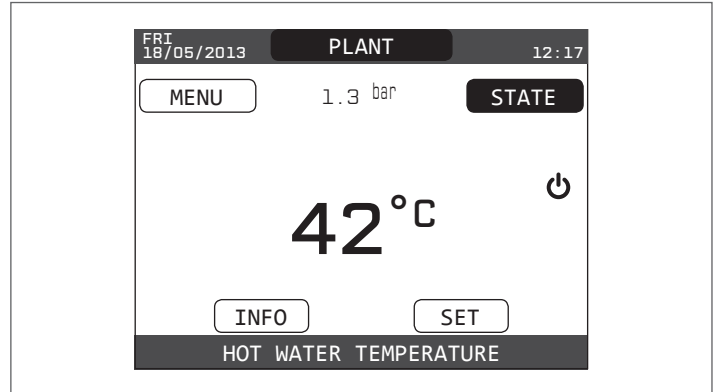 FRI
18/05/2013 PLANT 12:17
MENU 1.3 bar STATE
42°C
INFO SET
HOT WATER TEMPERATURE